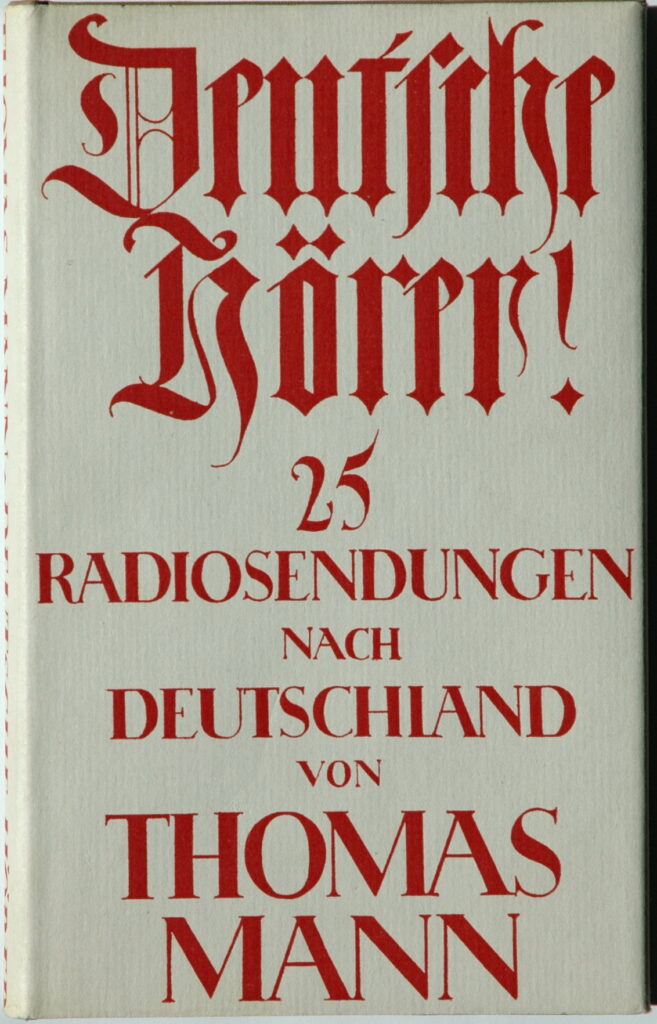 Deutsche
Hörer!
25
RADIOSENDUNGEN
NACH
DEUTSCHLAND
VON
THOMAS
MANN